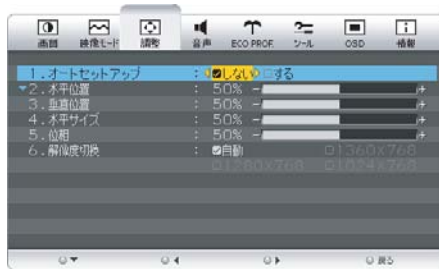 画面 映像モード 調整 音声 ECO PROF. ツール OSD 情報
1.オートセットアップ : しない する
2.水平位置 : 50% - +
3.垂直位置 : 50% - +
4.水平サイズ : 50% - +
5.位相 : 50% - +
6.解像度切換 : 自動 1360X768
1280X768 1024X768
戻る